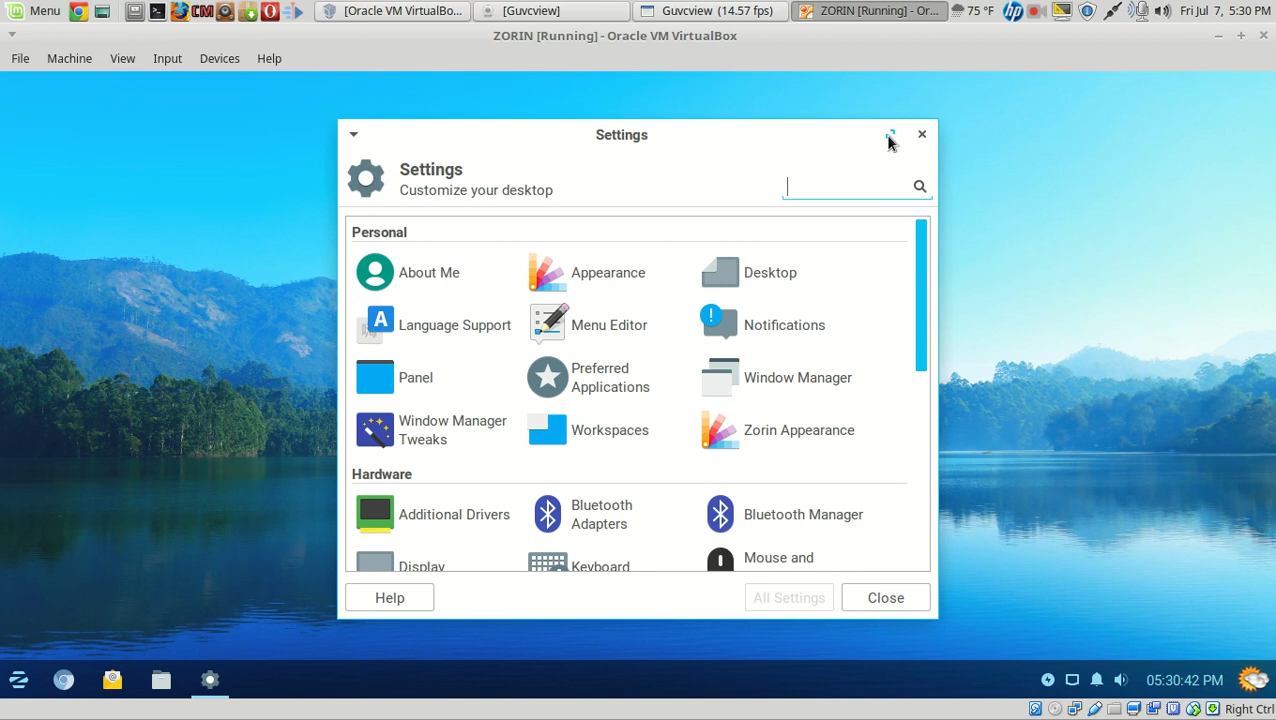 Menu CM [Oracle VM VirtualBo... [Guvcview] Guvcview (14.57 fps) ZORIN [Running] - Or... 75 °F hp Fri Jul 7, 5:30 PM
ZORIN [Running] - Oracle VM VirtualBox
File Machine View Input Devices Help
Settings
Settings
Customize your desktop
Personal
About Me Appearance Desktop
Language Support Menu Editor Notifications
Panel Preferred Applications Window Manager
Window Manager Tweaks Workspaces Zorin Appearance
Hardware
Additional Drivers Bluetooth Adapters Bluetooth Manager
Display Keyboard Mouse and
Help All Settings Close
05:30:42 PM
Right Ctrl